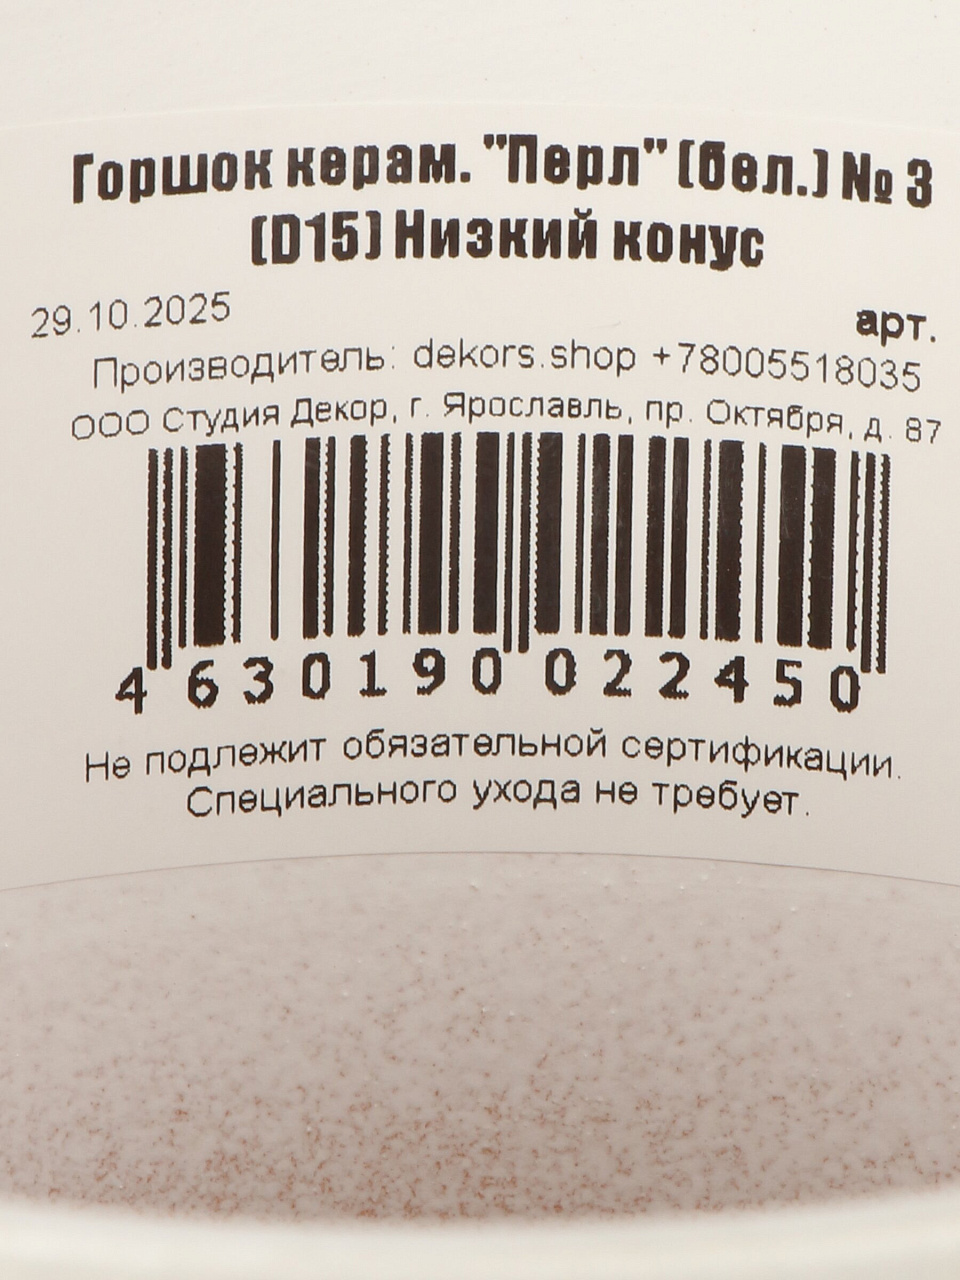 Горшок керам. "Перл" (бел.) № 3
(D15) Низкий конус
29.10.2025 арт.
Производитель: dekors.shop +78005518035
ООО Студия Декор, г. Ярославль, пр. Октября, д. 87
4 630190 022450
Не подлежит обязательной сертификации.
Специального ухода не требует.